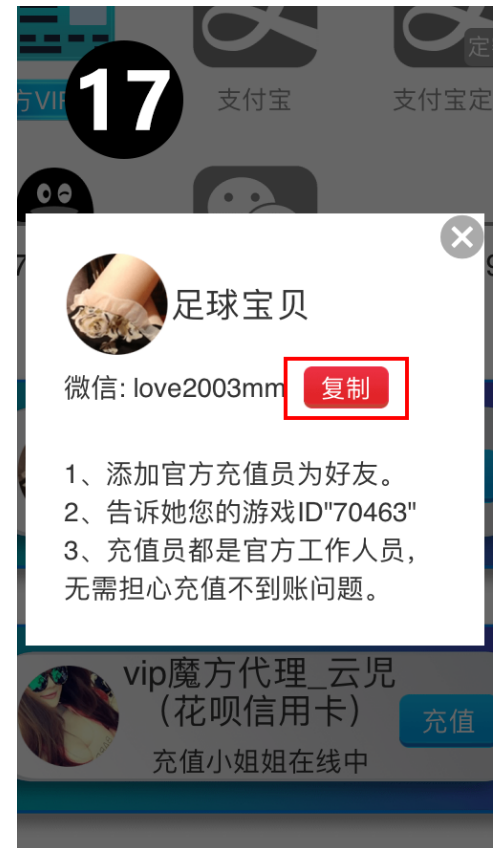 定
方VIP
17
支付宝
支付宝定
足球宝贝
微信: love2003mm
复制
1、添加官方充值员为好友。
2、告诉她您的游戏ID"70463"
3、充值员都是官方工作人员，
无需担心充值不到账问题。
vip魔方代理_云児
（花呗信用卡）
充值
充值小姐姐在线中